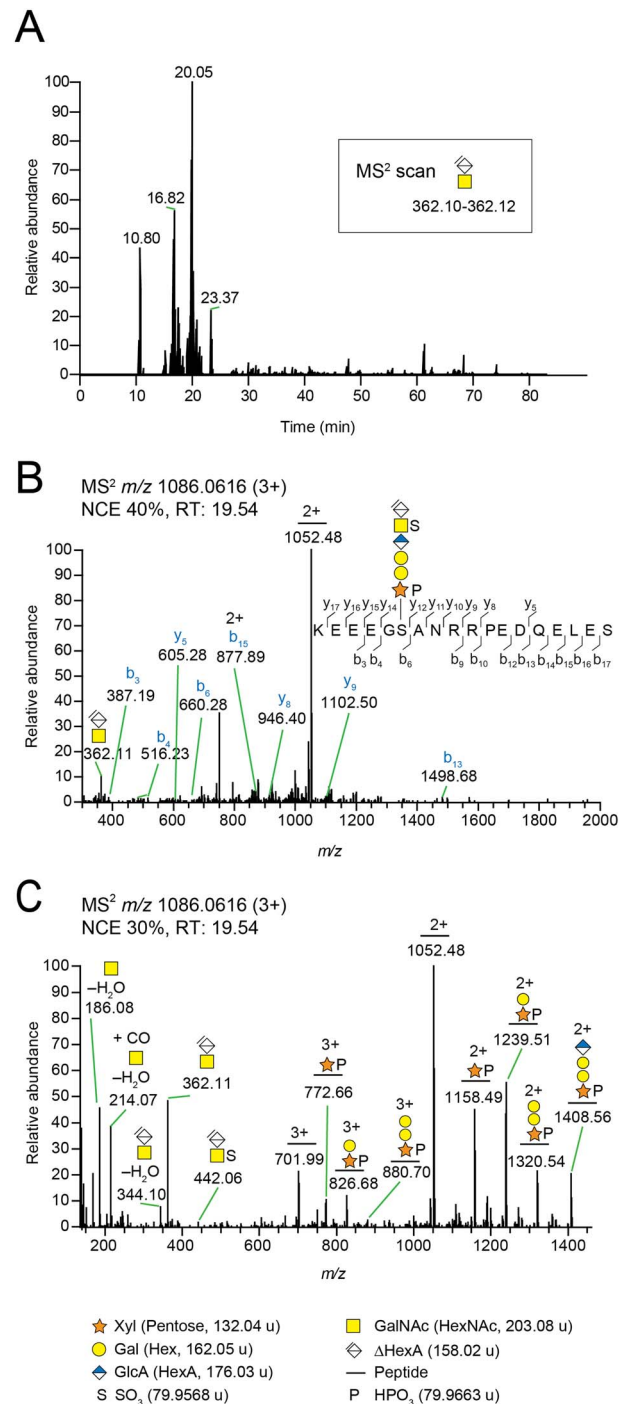 A
20.05
100
90
80
70
60
50
40
30
20
10
0
Relative abundance
16.82
10.80
23.37
MS² scan
362.10-362.12
0 10 20 30 40 50 60 70 80
Time (min)
B
MS² m/z 1086.0616 (3+)
NCE 40%, RT: 19.54
2+
1052.48
S
P
100
90
80
70
60
50
40
30
20
10
0
Relative abundance
y17 y16 y15 y14 y12 y11 y10 y9 y8 y5
K E E E G S A N R R P E D Q E L E S
b3 b4 b6 b9 b10 b12 b13 b14 b15 b16 b17
b3
387.19
y5
605.28
2+
b15
877.89
b6
660.28
y8
946.40
y9
1102.50
362.11
b4
516.23
b13
1498.68
400 600 800 1000 1200 1400 1600 1800 2000
m/z
C
MS² m/z 1086.0616 (3+)
NCE 30%, RT: 19.54
2+
1052.48
100
90
80
70
60
50
40
30
20
10
0
Relative abundance
–H2O
186.08
+ CO
–H2O
214.07
–H2O
344.10
362.11
S
442.06
3+
701.99
3+
P
772.66
3+
P
826.68
3+
P
880.70
2+
P
1158.49
2+
P
1239.51
2+
P
1320.54
2+
P
1408.56
200 400 600 800 1000 1200 1400
m/z
Xyl (Pentose, 132.04 u)
Gal (Hex, 162.05 u)
GlcA (HexA, 176.03 u)
S SO3 (79.9568 u)
GalNAc (HexNAc, 203.08 u)
ΔHexA (158.02 u)
Peptide
P HPO3 (79.9663 u)